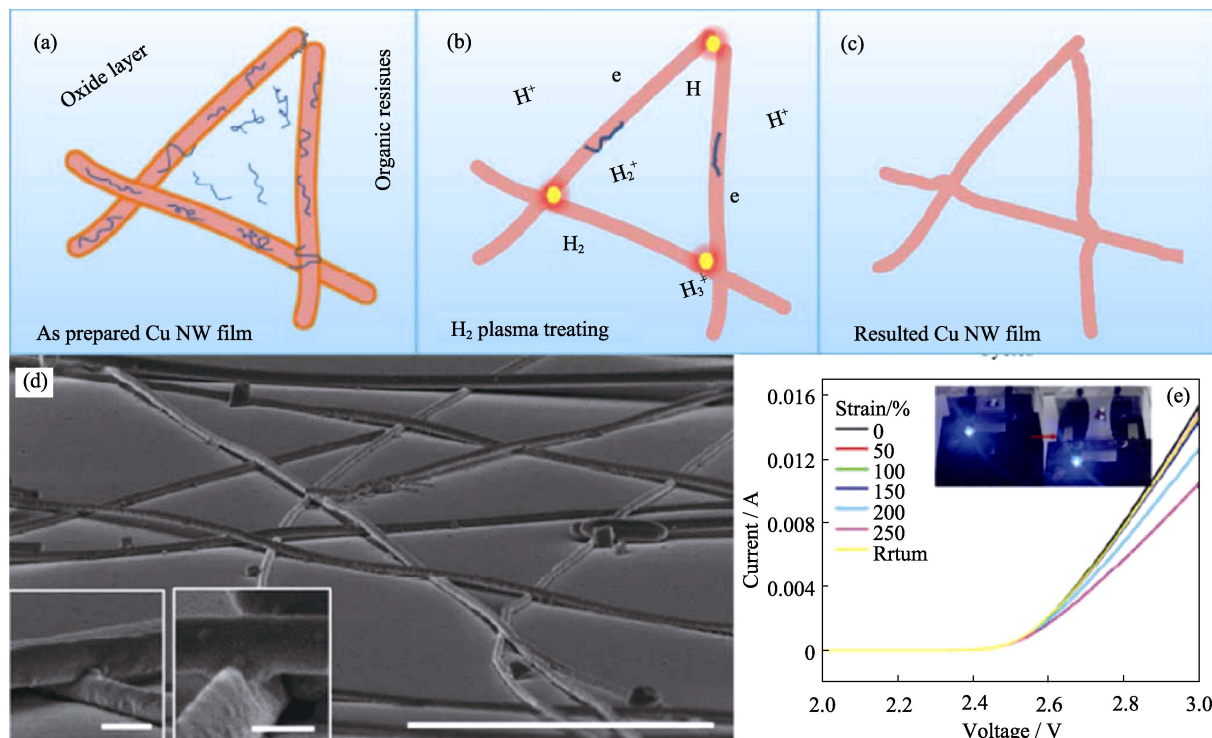 (a)
Oxide layer
Organic resisues
As prepared Cu NW film
(b)
e
H
H⁺
H⁺
H₂⁺
e
H₂
H₃⁺
H₂ plasma treating
(c)
Resulted Cu NW film
(d)
(e)
Strain/%
0
50
100
150
200
250
Rrtum
Current / A
0.016
0.012
0.008
0.004
0
2.0 2.2 2.4 2.6 2.8 3.0
Voltage / V